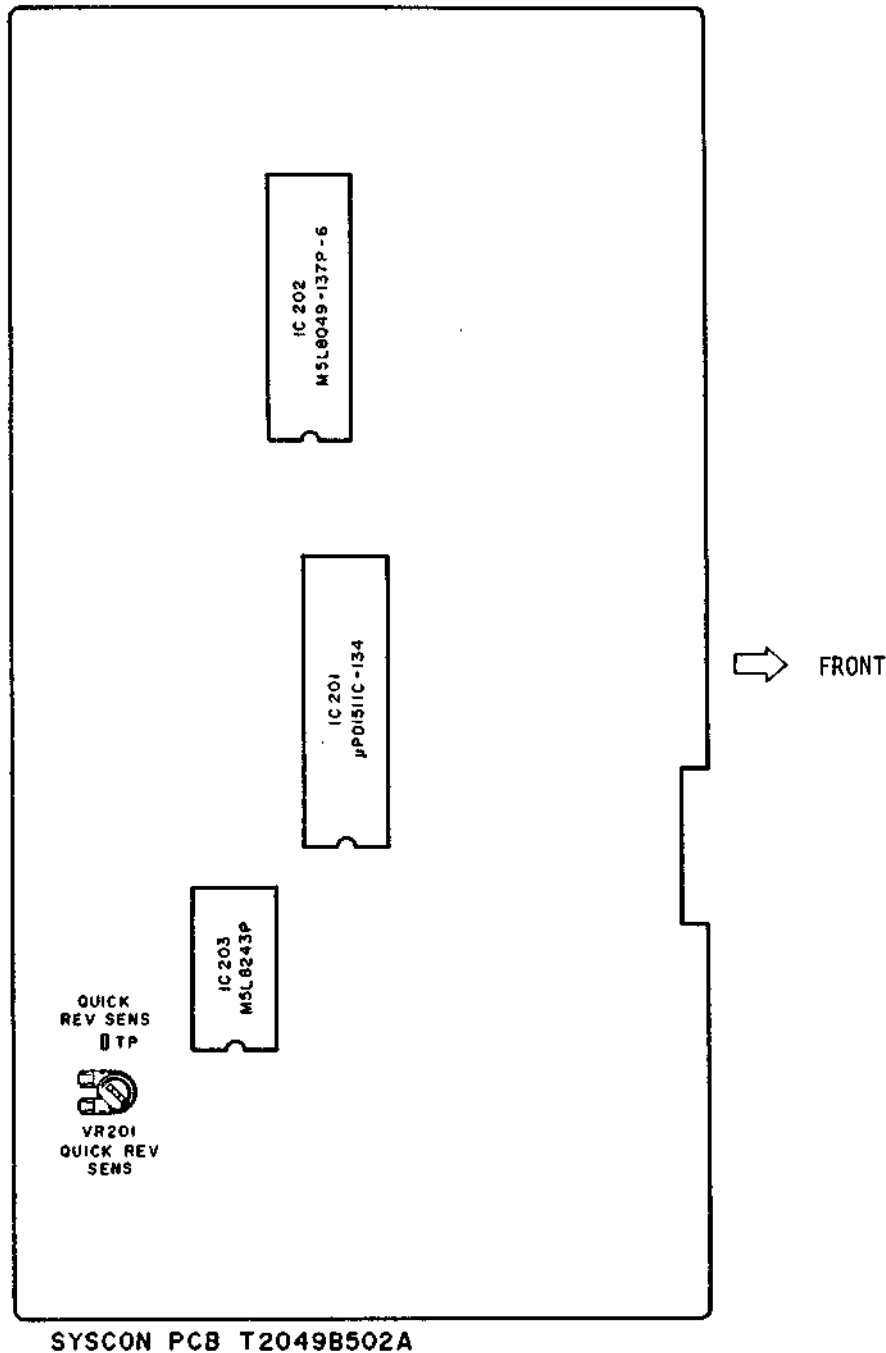 IC 202
M5L8049-137P-6
IC 201
µPD1511C-134
FRONT
IC 203
M5L8243P
QUICK
REV SENS
TP
VR201
QUICK REV
SENS
SYSCON PCB T2049B502A